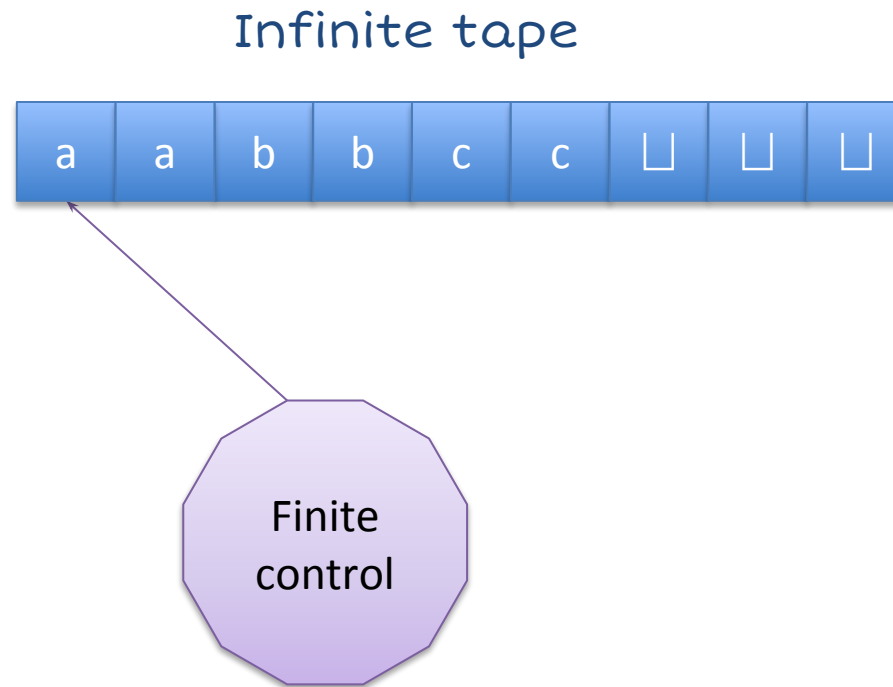 Infinite tape
a a b b c c ⊔ ⊔ ⊔
Finite
control